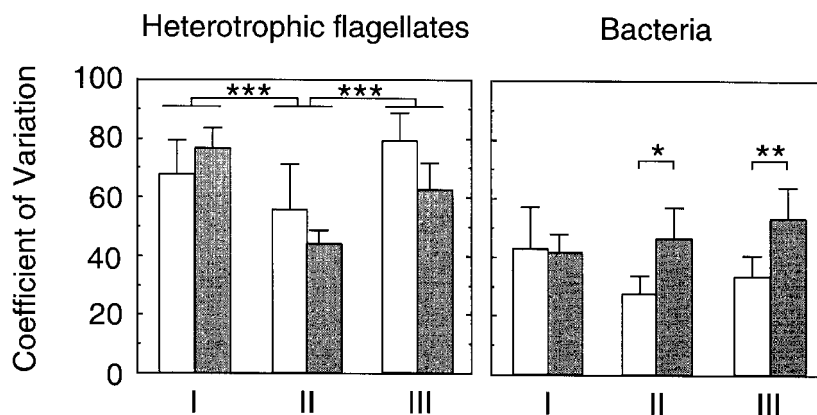 Heterotrophic flagellates Bacteria
Coefficient of Variation
100
80
60
40
20
0
*** ***
* **
I II III I II III